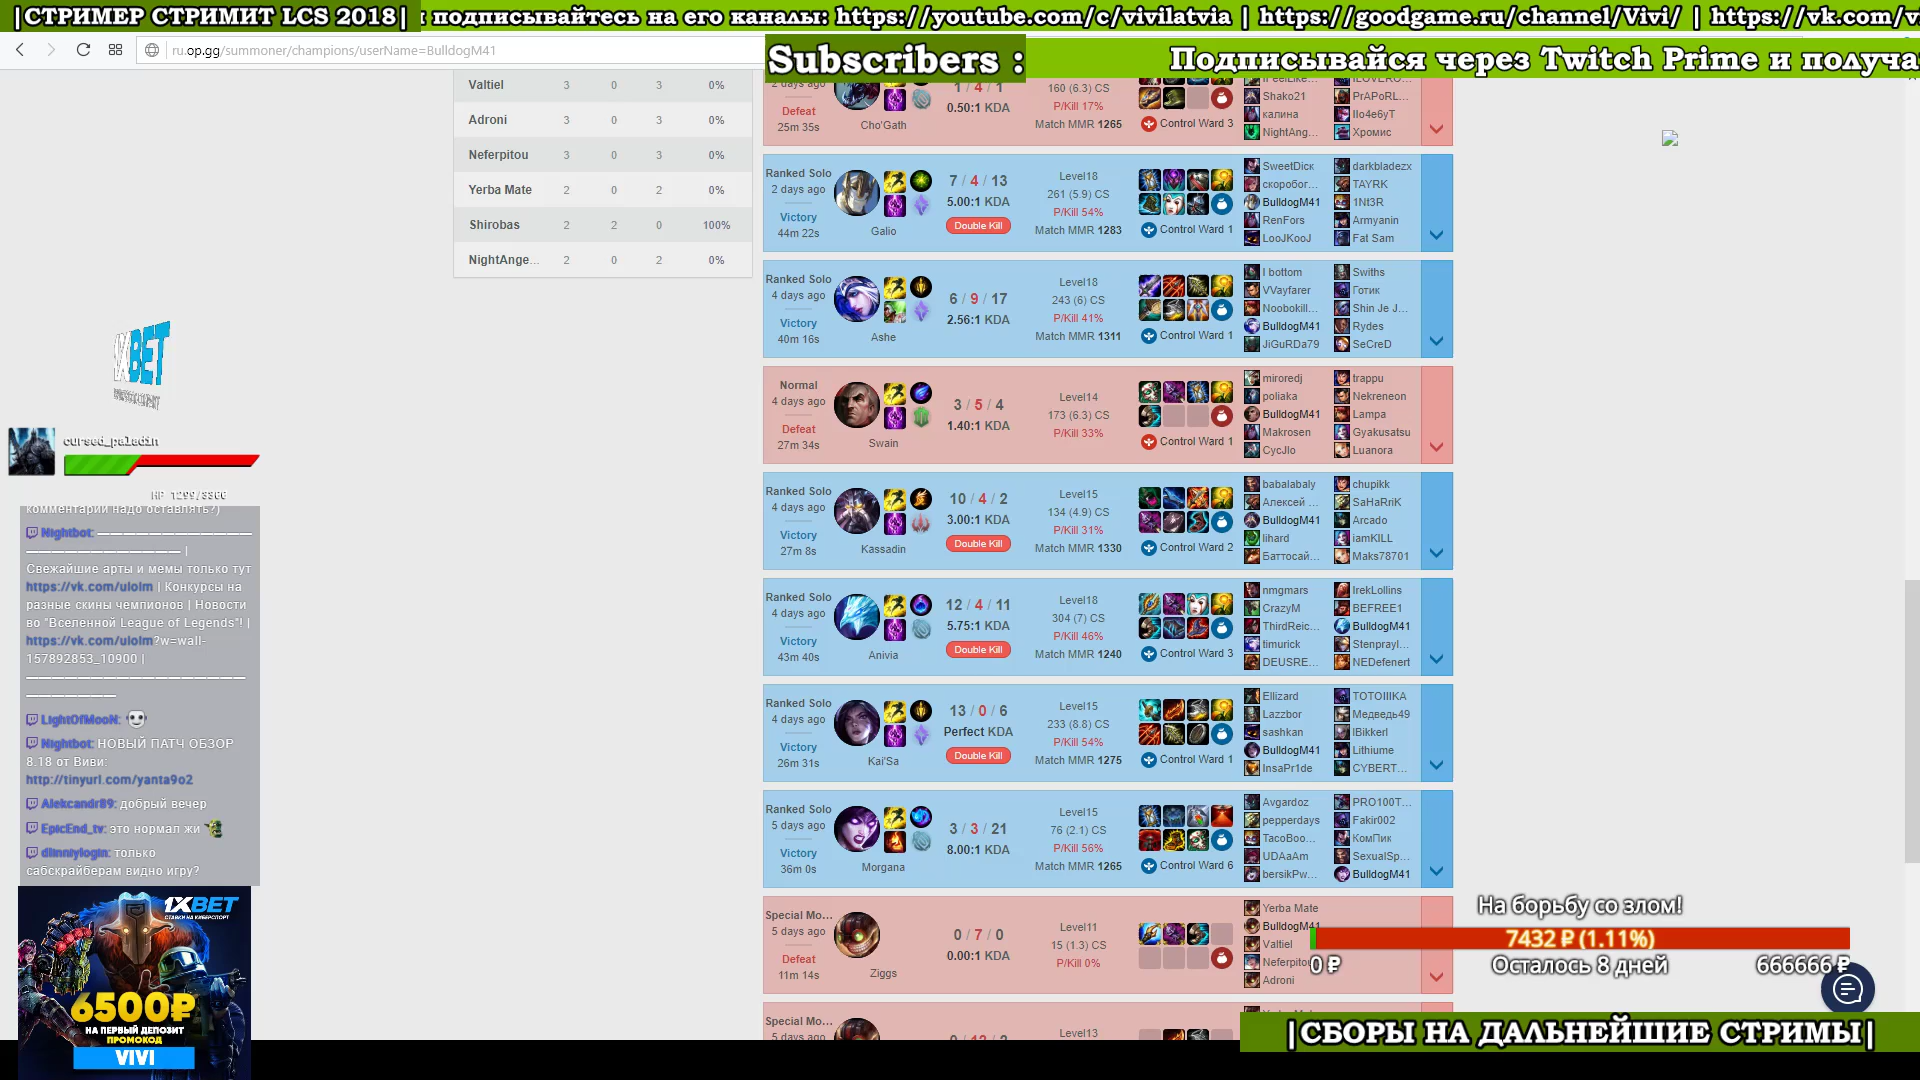 |СТРИМЕР СТРИМИТ LCS 2018|
подписывайтесь на его каналы: https://youtube.com/c/vivilatvia | https://goodgame.ru/channel/Vivi/ | https://vk.com/v
ru.op.gg/summoner/champions/userName=BulldogM41
Subscribers :
Подписывайся через Twitch Prime и получа
Valtiel 3 0 3 0%
Adroni 3 0 3 0%
Neferpitou 3 0 3 0%
Yerba Mate 2 0 2 0%
Shirobas 2 2 0 100%
NightAnge... 2 0 2 0%
Defeat
25m 35s
Cho'Gath
1 / 4 / 1
0.50:1 KDA
160 (6.3) CS
P/Kill 17%
Match MMR 1265
Control Ward 3
Shako21 PrAPoRL...
калина Ilo4e6yT
NightAng... Хромис
Ranked Solo
2 days ago
Victory
44m 22s
Galio
7 / 4 / 13
5.00:1 KDA
Double Kill
Level18
261 (5.9) CS
P/Kill 54%
Match MMR 1283
Control Ward 1
SweetDicк darkbladezx
скоробог... TAYRK
BulldogM41 1Nt3R
RenFors Armyanin
LooJKooJ Fat Sam
Ranked Solo
4 days ago
Victory
40m 16s
Ashe
6 / 9 / 17
2.56:1 KDA
Level18
243 (6) CS
P/Kill 41%
Match MMR 1311
Control Ward 1
I bottom Swiths
VVayfarer Готик
Noobokill... Shin Je J...
BulldogM41 Rydes
JiGuRDa79 SeCreD
Normal
4 days ago
Defeat
27m 34s
Swain
3 / 5 / 4
1.40:1 KDA
Level14
173 (6.3) CS
P/Kill 33%
Control Ward 1
miroredj trappu
poliaka Nekreneon
BulldogM41 Lampa
Makrosen Gyakusatsu
CycJlo Luanora
Ranked Solo
4 days ago
Victory
27m 8s
Kassadin
10 / 4 / 2
3.00:1 KDA
Double Kill
Level15
134 (4.9) CS
P/Kill 31%
Match MMR 1330
Control Ward 2
babalabaly chupikk
Алексей ... SaHaRriK
BulldogM41 Arcado
lihard iamKILL
Баттосай... Maks78701
Ranked Solo
4 days ago
Victory
43m 40s
Anivia
12 / 4 / 11
5.75:1 KDA
Double Kill
Level18
304 (7) CS
P/Kill 46%
Match MMR 1240
Control Ward 3
nmgmars IrekLollins
CrazyM BEFREE1
ThirdReic... BulldogM41
timurick Stenprayl...
DEUSRE... NEDefenert
Ranked Solo
4 days ago
Victory
26m 31s
Kai'Sa
13 / 0 / 6
Perfect KDA
Double Kill
Level15
233 (8.8) CS
P/Kill 54%
Match MMR 1275
Control Ward 1
Ellizard TOTOIIIKA
Lazzbor Медведь49
sashkan iBikkerl
BulldogM41 Lithiume
InsaPr1de CYBERT...
Ranked Solo
5 days ago
Victory
36m 0s
Morgana
3 / 3 / 21
8.00:1 KDA
Level15
76 (2.1) CS
P/Kill 56%
Match MMR 1265
Control Ward 6
Avgardoz PRO100T...
pepperdays Fakir002
TacoBoo... КомПик
UDAaAm SexualSp...
bersikPw... BulldogM41
Special Mo...
5 days ago
Defeat
11m 14s
Ziggs
0 / 7 / 0
0.00:1 KDA
Level11
15 (1.3) CS
P/Kill 0%
Yerba Mate
BulldogM41
Valtiel
Neferpitou
Adroni
Special Mo...
5 days ago
Level13
1XBET
cursed_paladin
HP 1299/3366
комментарии надо оставлять?)
Nightbot: ——————————
———————————— |
Свежайшие арты и мемы только тут
https://vk.com/ulolm | Конкурсы на
разные скины чемпионов | Новости
во "Вселенной League of Legends"! |
https://vk.com/ulolm?w=wall-
157892853_10900 |
—————————————————
———————
LightOfMooN:
Nightbot: НОВЫЙ ПАТЧ ОБЗОР
8.18 от Виви:
http://tinyurl.com/yanta9o2
Alekcandr89: добрый вечер
EpicEnd_tv: это нормал жи
dlinniylogin: только
сабскрайберам видно игру?
1XBET
СТАВКИ НА КИБЕРСПОРТ
6500₽
НА ПЕРВЫЙ ДЕПОЗИТ
ПРОМОКОД
VIVI
На борьбу со злом!
7432 ₽ (1.11%)
0 ₽ Осталось 8 дней 666666 ₽
|СБОРЫ НА ДАЛЬНЕЙШИЕ СТРИМЫ|